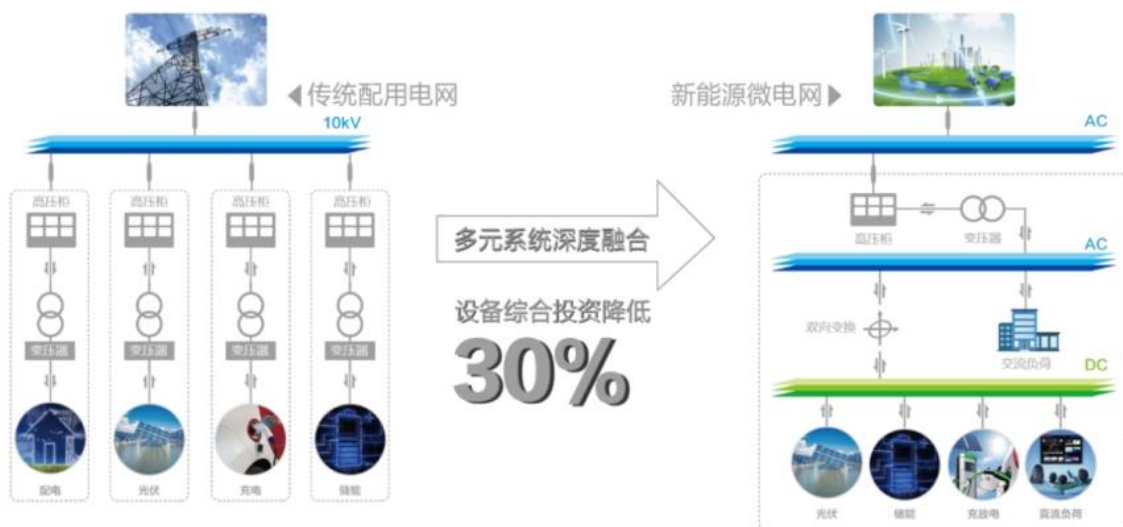 传统配用电网
10kV
高压柜
高压柜
高压柜
高压柜
变压器
变压器
变压器
变压器
配电
光伏
充电
储能
多元系统深度融合
设备综合投资降低
30%
新能源微电网
AC
高压柜
变压器
AC
双向变换
交流负荷
DC
光伏
储能
充放电
直流负荷